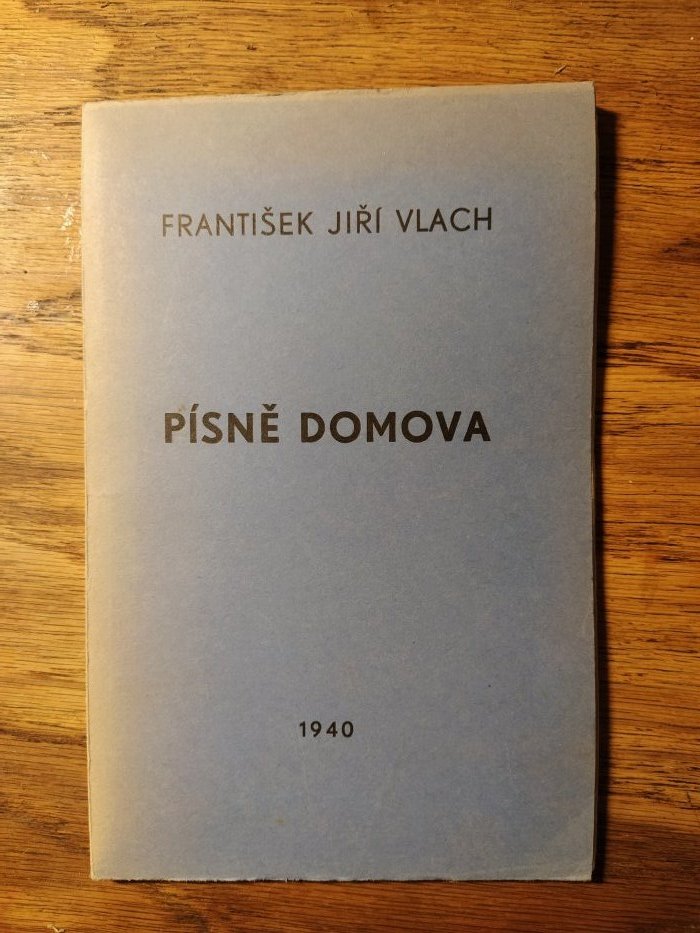 FRANTIŠEK JIŘÍ VLACH
PÍSNĚ DOMOVA
1940